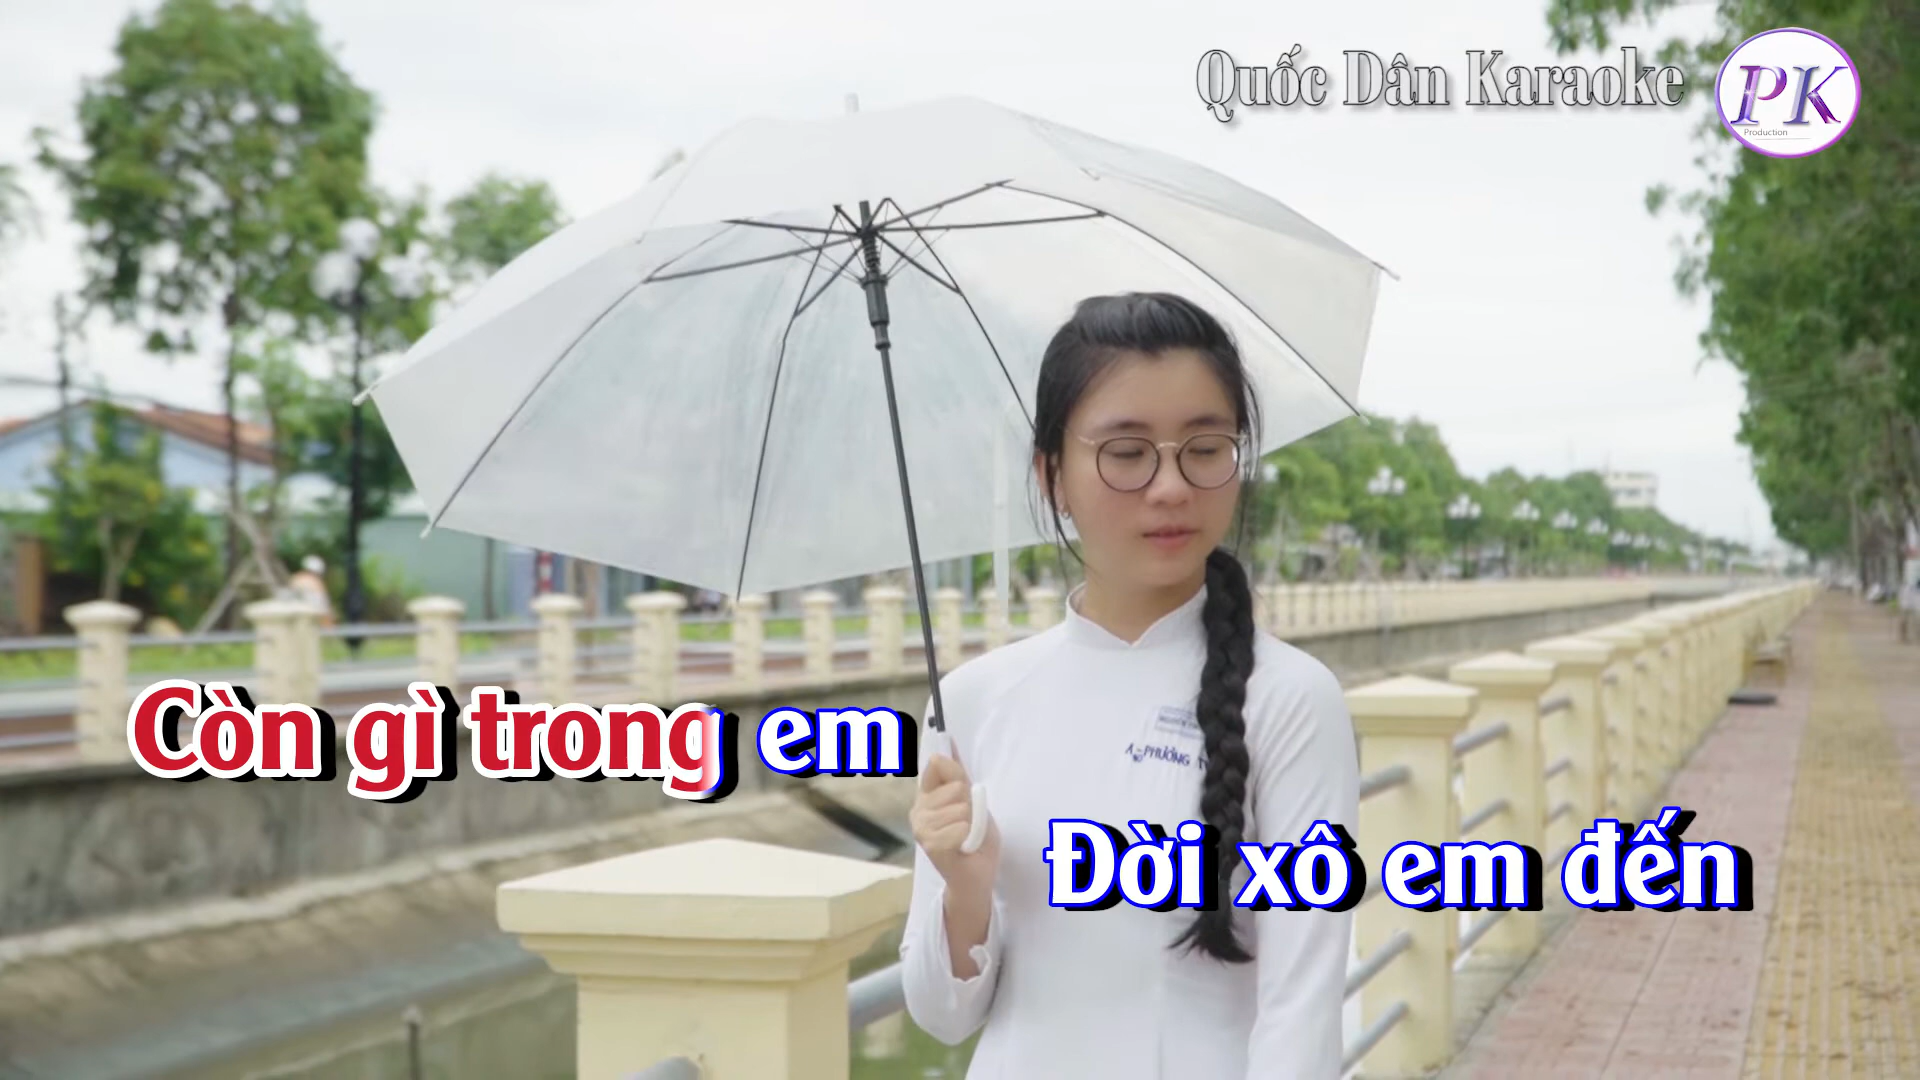 Quốc Dân Karaoke
PK
Production
Còn gì trong em
Đời xô em đến